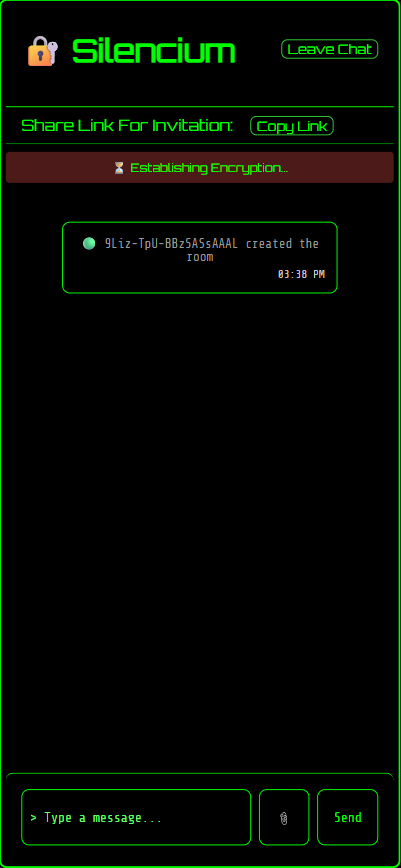 Silencium
Leave Chat
Share Link For Invitation:
Copy Link
Establishing Encryption...
9Liz-TpU-BBz5ASsAAAL created the
room
03:38 PM
> Type a message...
Send